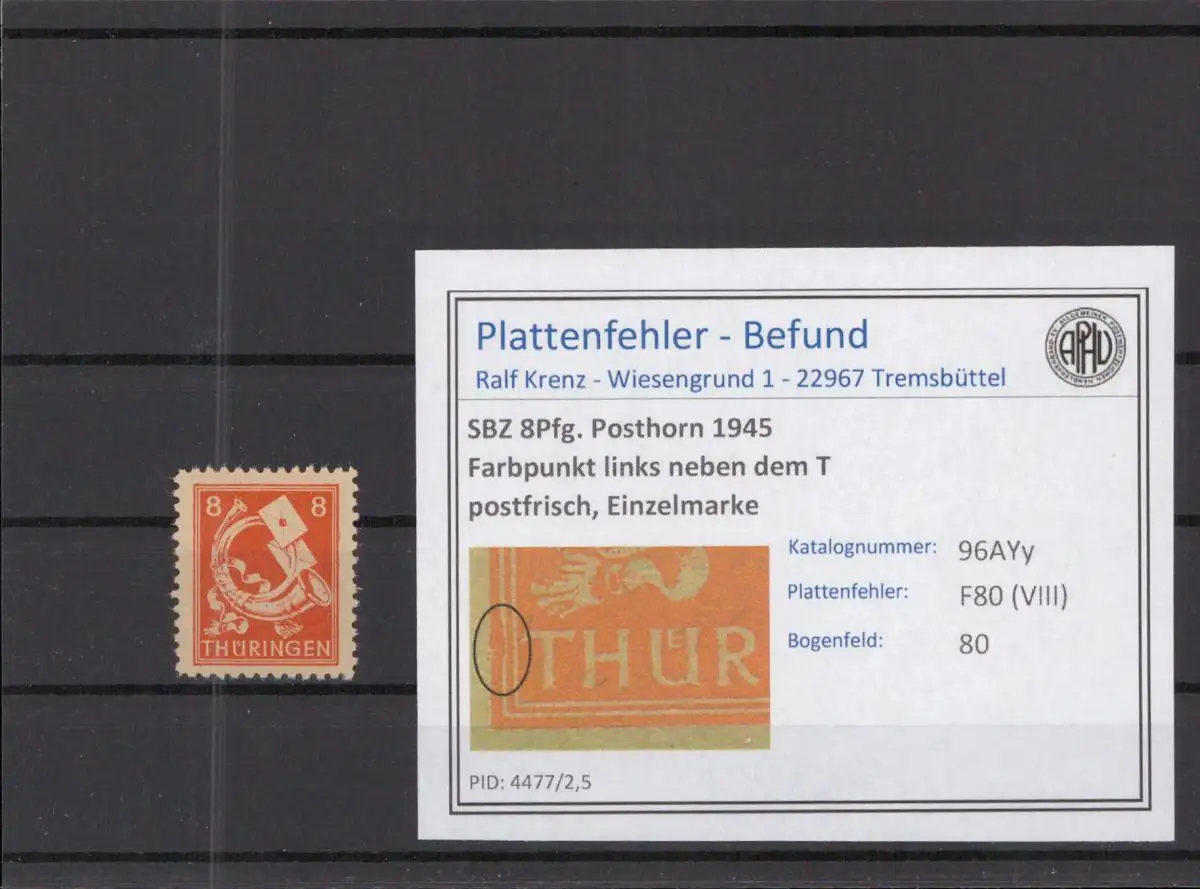 8 8
THÜRINGEN
Plattenfehler - Befund
Ralf Krenz - Wiesengrund 1 - 22967 Tremsbüttel
APHV
SBZ 8Pfg. Posthorn 1945
Farbpunkt links neben dem T
postfrisch, Einzelmarke
THÜR
Katalognummer: 96AYy
Plattenfehler: F80 (VIII)
Bogenfeld: 80
PID: 4477/2,5